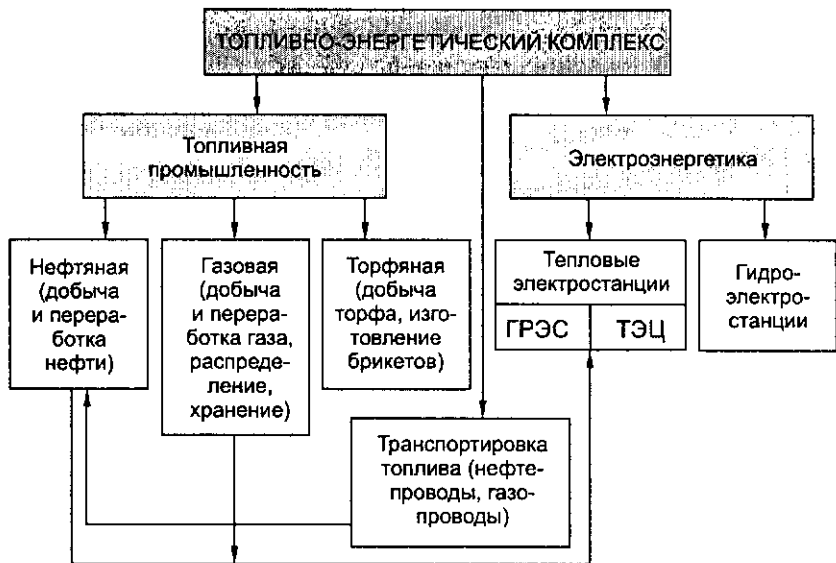 ТОПЛИВНО-ЭНЕРГЕТИЧЕСКИЙ КОМПЛЕКС
Топливная
промышленность
Электроэнергетика
Нефтяная
(добыча
и перера-
ботка
нефти)
Газовая
(добыча
и перера-
ботка газа,
распреде-
ление,
хранение)
Торфяная
(добыча
торфа, изго-
товление
брикетов)
Тепловые
электростанции
ГРЭС
ТЭЦ
Гидро-
электро-
станции
Транспортировка
топлива (нефте-
проводы, газо-
проводы)